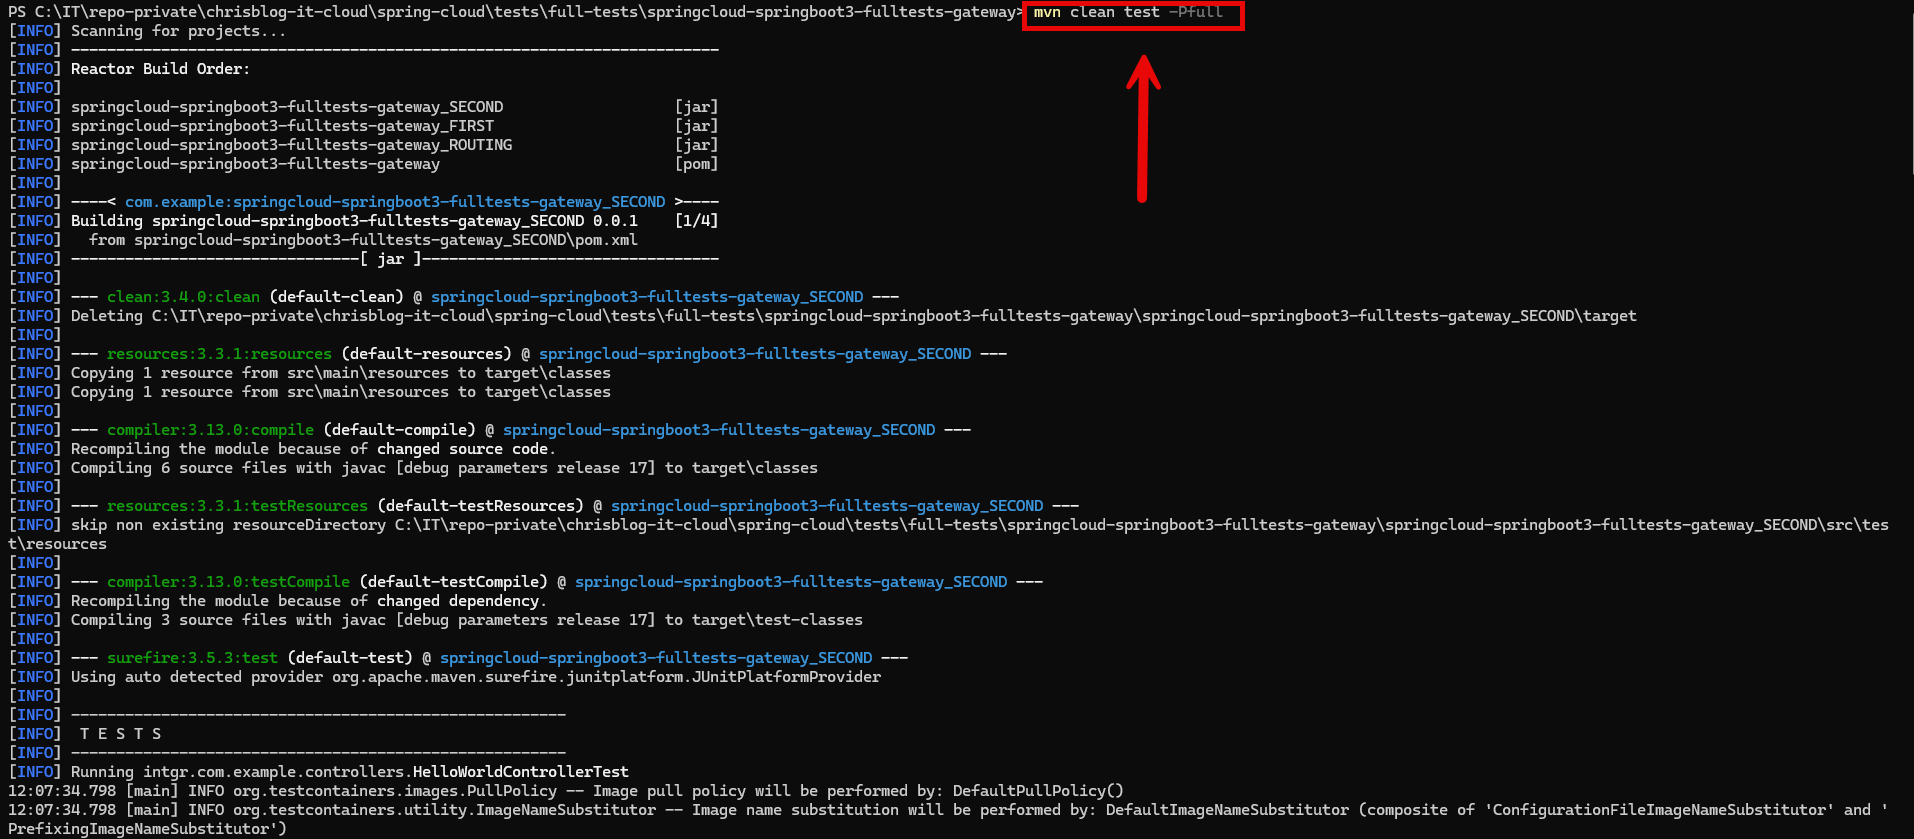 PS C:\IT\repo-private\chrisblog-it-cloud\spring-cloud\tests\full-tests\springcloud-springboot3-fulltests-gateway> mvn clean test -Pfull
[INFO] Scanning for projects...
[INFO] ------------------------------------------------------------------------
[INFO] Reactor Build Order:
[INFO]
[INFO] springcloud-springboot3-fulltests-gateway_SECOND                   [jar]
[INFO] springcloud-springboot3-fulltests-gateway_FIRST                    [jar]
[INFO] springcloud-springboot3-fulltests-gateway_ROUTING                  [jar]
[INFO] springcloud-springboot3-fulltests-gateway                          [pom]
[INFO]
[INFO] ----< com.example:springcloud-springboot3-fulltests-gateway_SECOND >----
[INFO] Building springcloud-springboot3-fulltests-gateway_SECOND 0.0.1    [1/4]
[INFO]   from springcloud-springboot3-fulltests-gateway_SECOND\pom.xml
[INFO] --------------------------------[ jar ]---------------------------------
[INFO]
[INFO] --- clean:3.4.0:clean (default-clean) @ springcloud-springboot3-fulltests-gateway_SECOND ---
[INFO] Deleting C:\IT\repo-private\chrisblog-it-cloud\spring-cloud\tests\full-tests\springcloud-springboot3-fulltests-gateway\springcloud-springboot3-fulltests-gateway_SECOND\target
[INFO]
[INFO] --- resources:3.3.1:resources (default-resources) @ springcloud-springboot3-fulltests-gateway_SECOND ---
[INFO] Copying 1 resource from src\main\resources to target\classes
[INFO] Copying 1 resource from src\main\resources to target\classes
[INFO]
[INFO] --- compiler:3.13.0:compile (default-compile) @ springcloud-springboot3-fulltests-gateway_SECOND ---
[INFO] Recompiling the module because of changed source code.
[INFO] Compiling 6 source files with javac [debug parameters release 17] to target\classes
[INFO]
[INFO] --- resources:3.3.1:testResources (default-testResources) @ springcloud-springboot3-fulltests-gateway_SECOND ---
[INFO] skip non existing resourceDirectory C:\IT\repo-private\chrisblog-it-cloud\spring-cloud\tests\full-tests\springcloud-springboot3-fulltests-gateway\springcloud-springboot3-fulltests-gateway_SECOND\src\tes
t\resources
[INFO]
[INFO] --- compiler:3.13.0:testCompile (default-testCompile) @ springcloud-springboot3-fulltests-gateway_SECOND ---
[INFO] Recompiling the module because of changed dependency.
[INFO] Compiling 3 source files with javac [debug parameters release 17] to target\test-classes
[INFO]
[INFO] --- surefire:3.5.3:test (default-test) @ springcloud-springboot3-fulltests-gateway_SECOND ---
[INFO] Using auto detected provider org.apache.maven.surefire.junitplatform.JUnitPlatformProvider
[INFO]
[INFO] -------------------------------------------------------
[INFO]  T E S T S
[INFO] -------------------------------------------------------
[INFO] Running intgr.com.example.controllers.HelloWorldControllerTest
12:07:34.798 [main] INFO org.testcontainers.images.PullPolicy -- Image pull policy will be performed by: DefaultPullPolicy()
12:07:34.798 [main] INFO org.testcontainers.utility.ImageNameSubstitutor -- Image name substitution will be performed by: DefaultImageNameSubstitutor (composite of 'ConfigurationFileImageNameSubstitutor' and '
PrefixingImageNameSubstitutor')